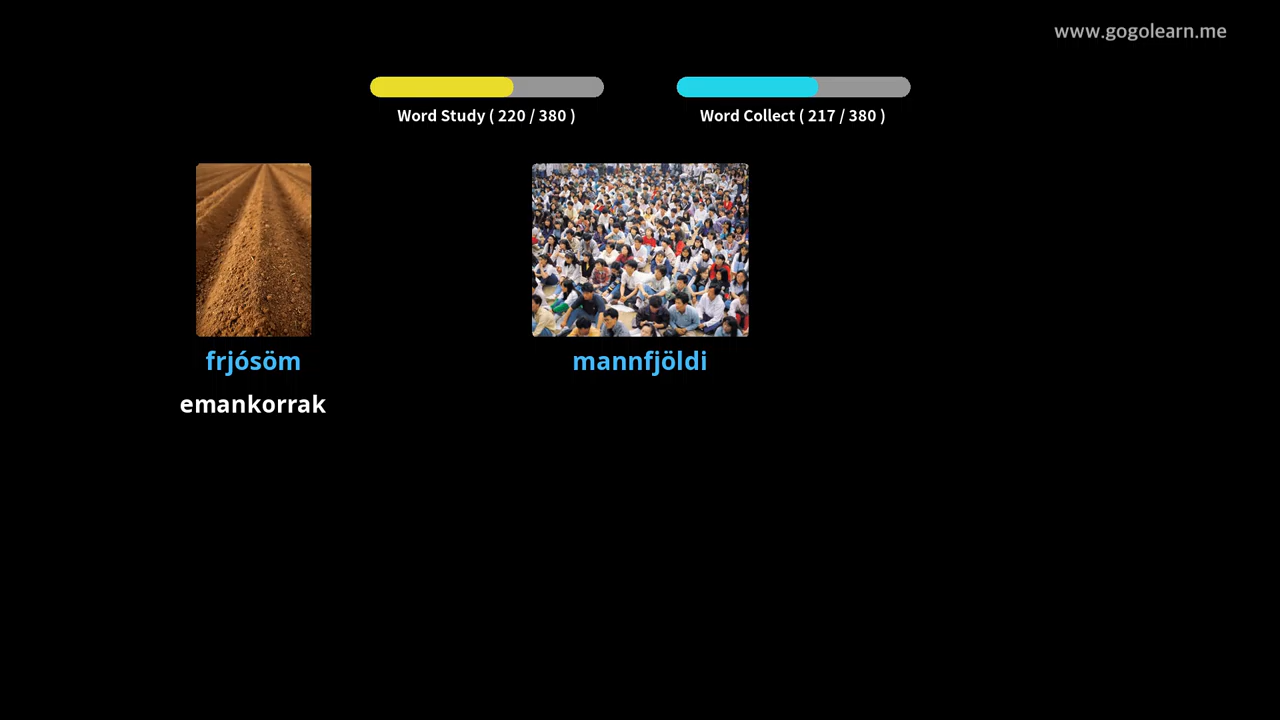 www.gogolearn.me
Word Study ( 220 / 380 )
Word Collect ( 217 / 380 )
frjósöm
mannfjöldi
emankorrak